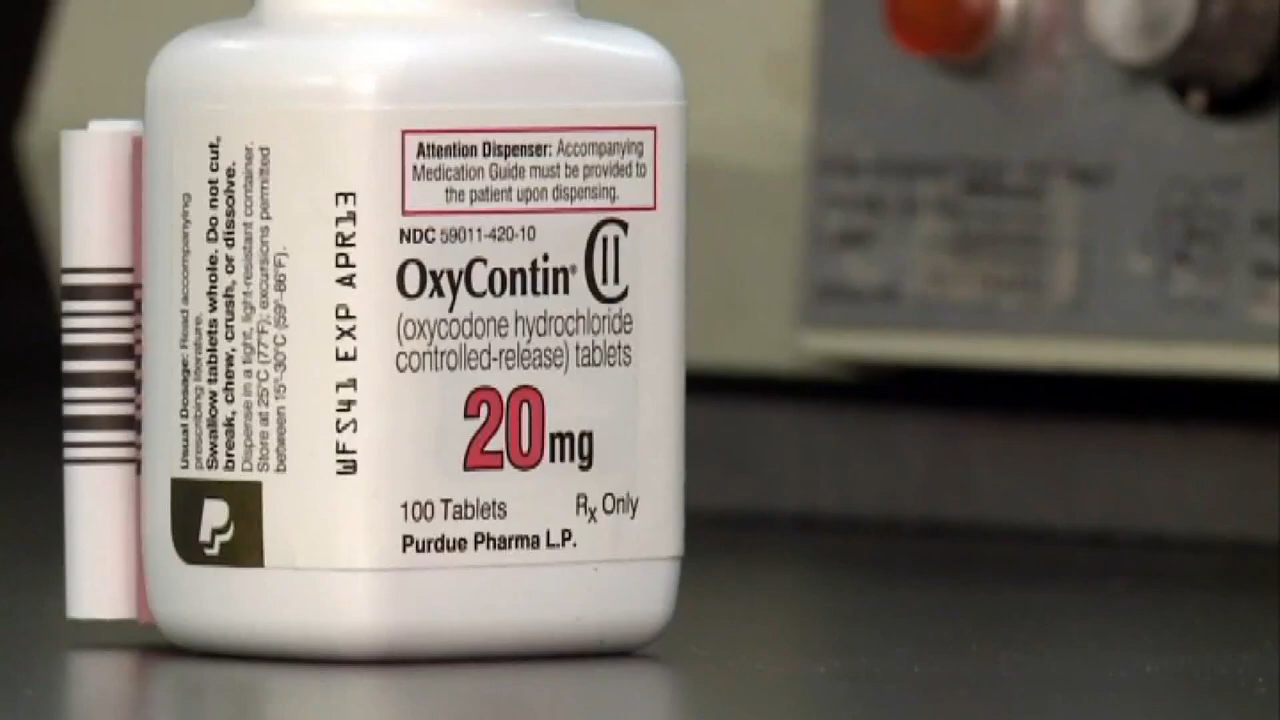 Attention Dispenser: Accompanying
Medication Guide must be provided to
the patient upon dispensing.
NDC 59011-420-10
OxyContin® CII
(oxycodone hydrochloride
controlled-release) tablets
20 mg
100 Tablets Rx Only
Purdue Pharma L.P.
Usual Dosage: Read accompanying
prescribing literature.
Swallow tablets whole. Do not cut,
break, chew, crush, or dissolve.
Dispense in a tight, light-resistant container.
Store at 25°C (77°F); excursions permitted
between 15°-30°C (59°-86°F).
WFS41 EXP APR13
P